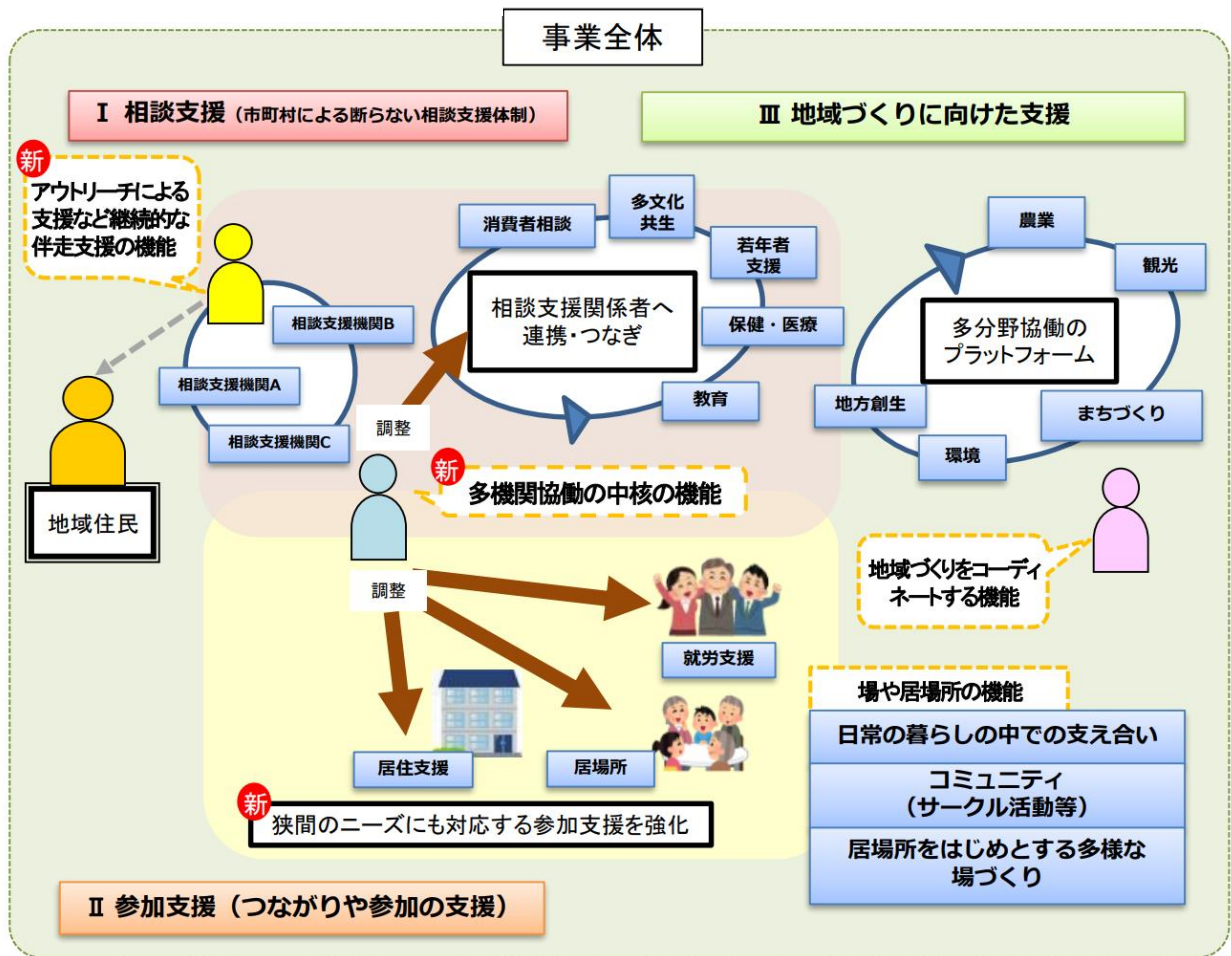 事業全体
Ⅰ 相談支援（市町村による断らない相談支援体制）
Ⅲ 地域づくりに向けた支援
新
アウトリーチによる
支援など継続的な
伴走支援の機能
相談支援機関B
相談支援機関A
相談支援機関C
地域住民
消費者相談
多文化
共生
若年者
支援
保健・医療
教育
相談支援関係者へ
連携・つなぎ
調整
新
多機関協働の中核の機能
農業
観光
まちづくり
環境
地方創生
多分野協働の
プラットフォーム
地域づくりをコーディ
ネートする機能
調整
就労支援
居住支援
居場所
新
狭間のニーズにも対応する参加支援を強化
場や居場所の機能
日常の暮らしの中での支え合い
コミュニティ
（サークル活動等）
居場所をはじめとする多様な
場づくり
Ⅱ 参加支援（つながりや参加の支援）